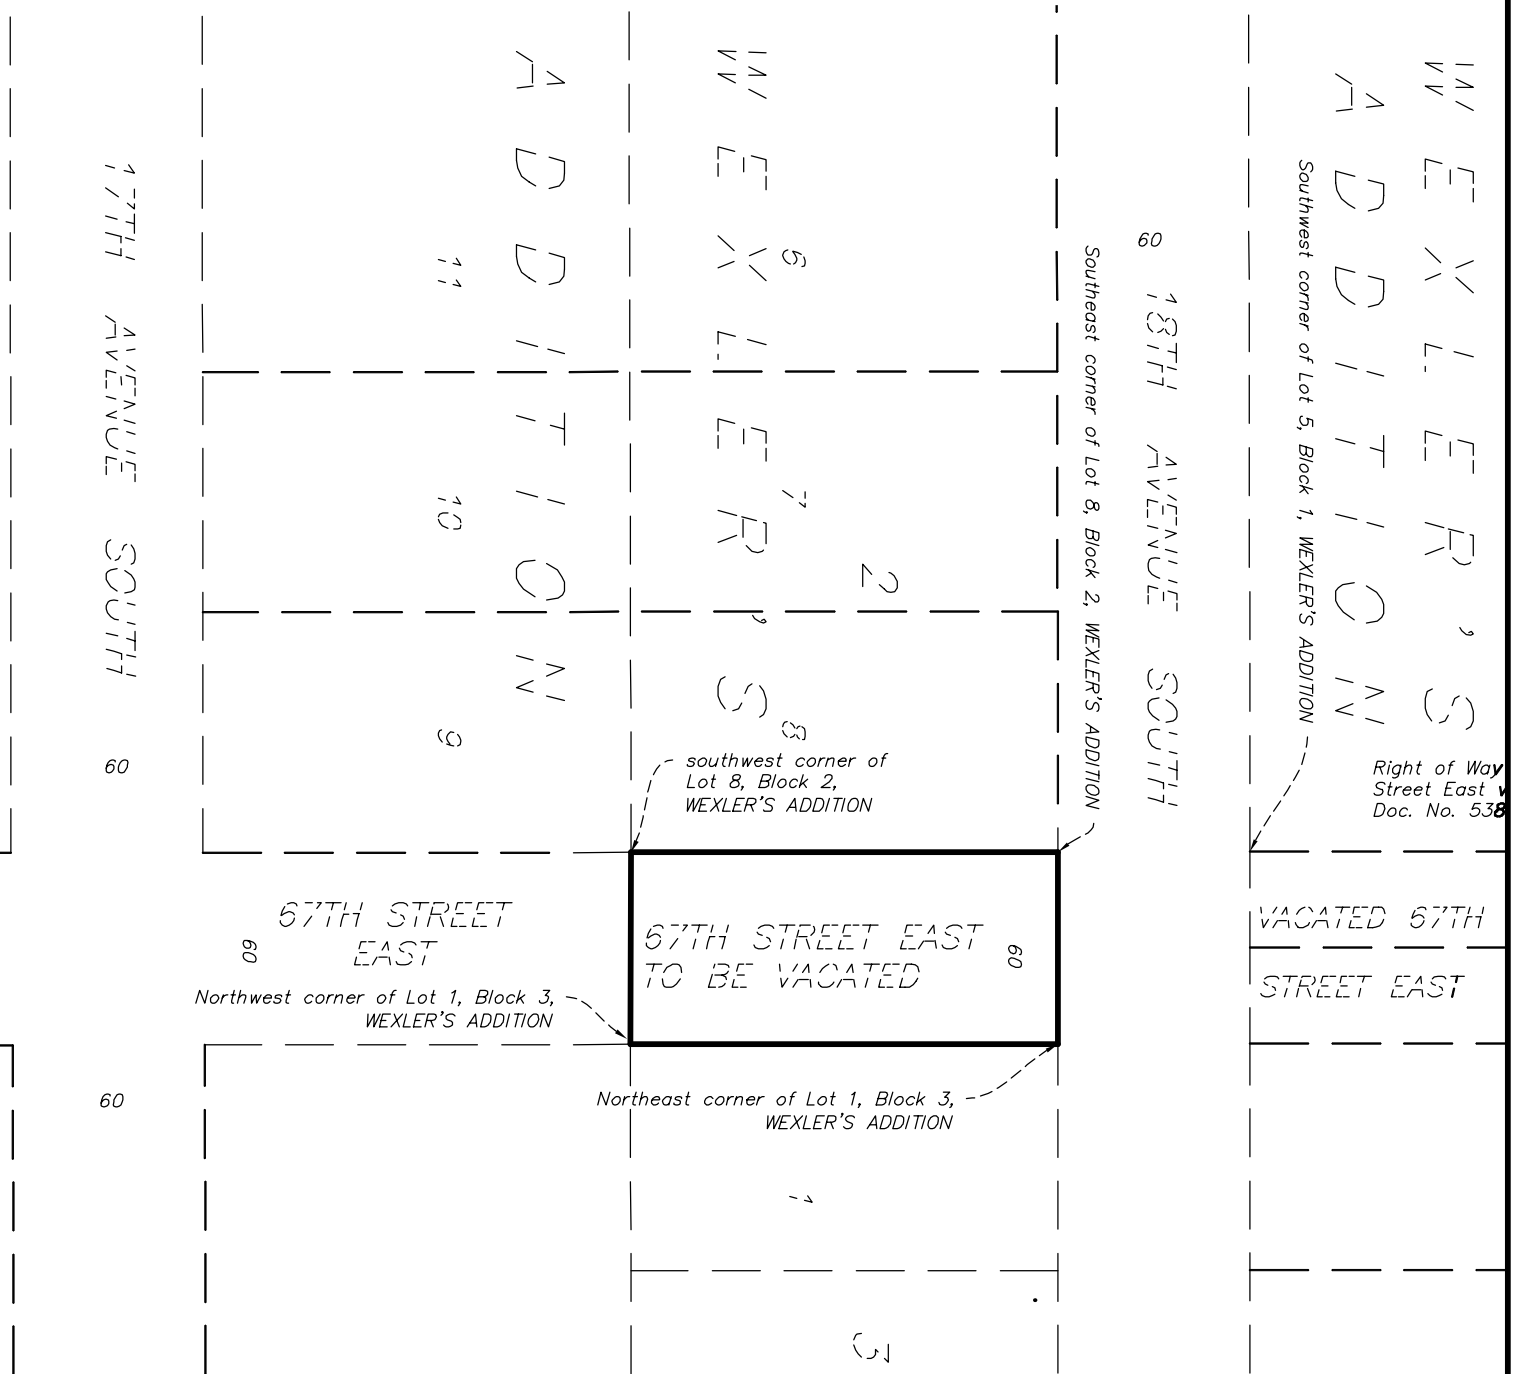 17TH AVENUE SOUTH
60
60
ADDITION
WEXLER'S
11
10
9
6
7
8
2
Southeast corner of Lot 8, Block 2, WEXLER'S ADDITION
60
18TH AVENUE SOUTH
Southwest corner of Lot 5, Block 1, WEXLER'S ADDITION
ADDITION
WEXLER'S
southwest corner of
Lot 8, Block 2,
WEXLER'S ADDITION
Right of Way
Street East
Doc. No. 538
67TH STREET
EAST
60
67TH STREET EAST
TO BE VACATED
60
VACATED 67TH
STREET EAST
Northwest corner of Lot 1, Block 3,
WEXLER'S ADDITION
Northeast corner of Lot 1, Block 3,
WEXLER'S ADDITION
1
3